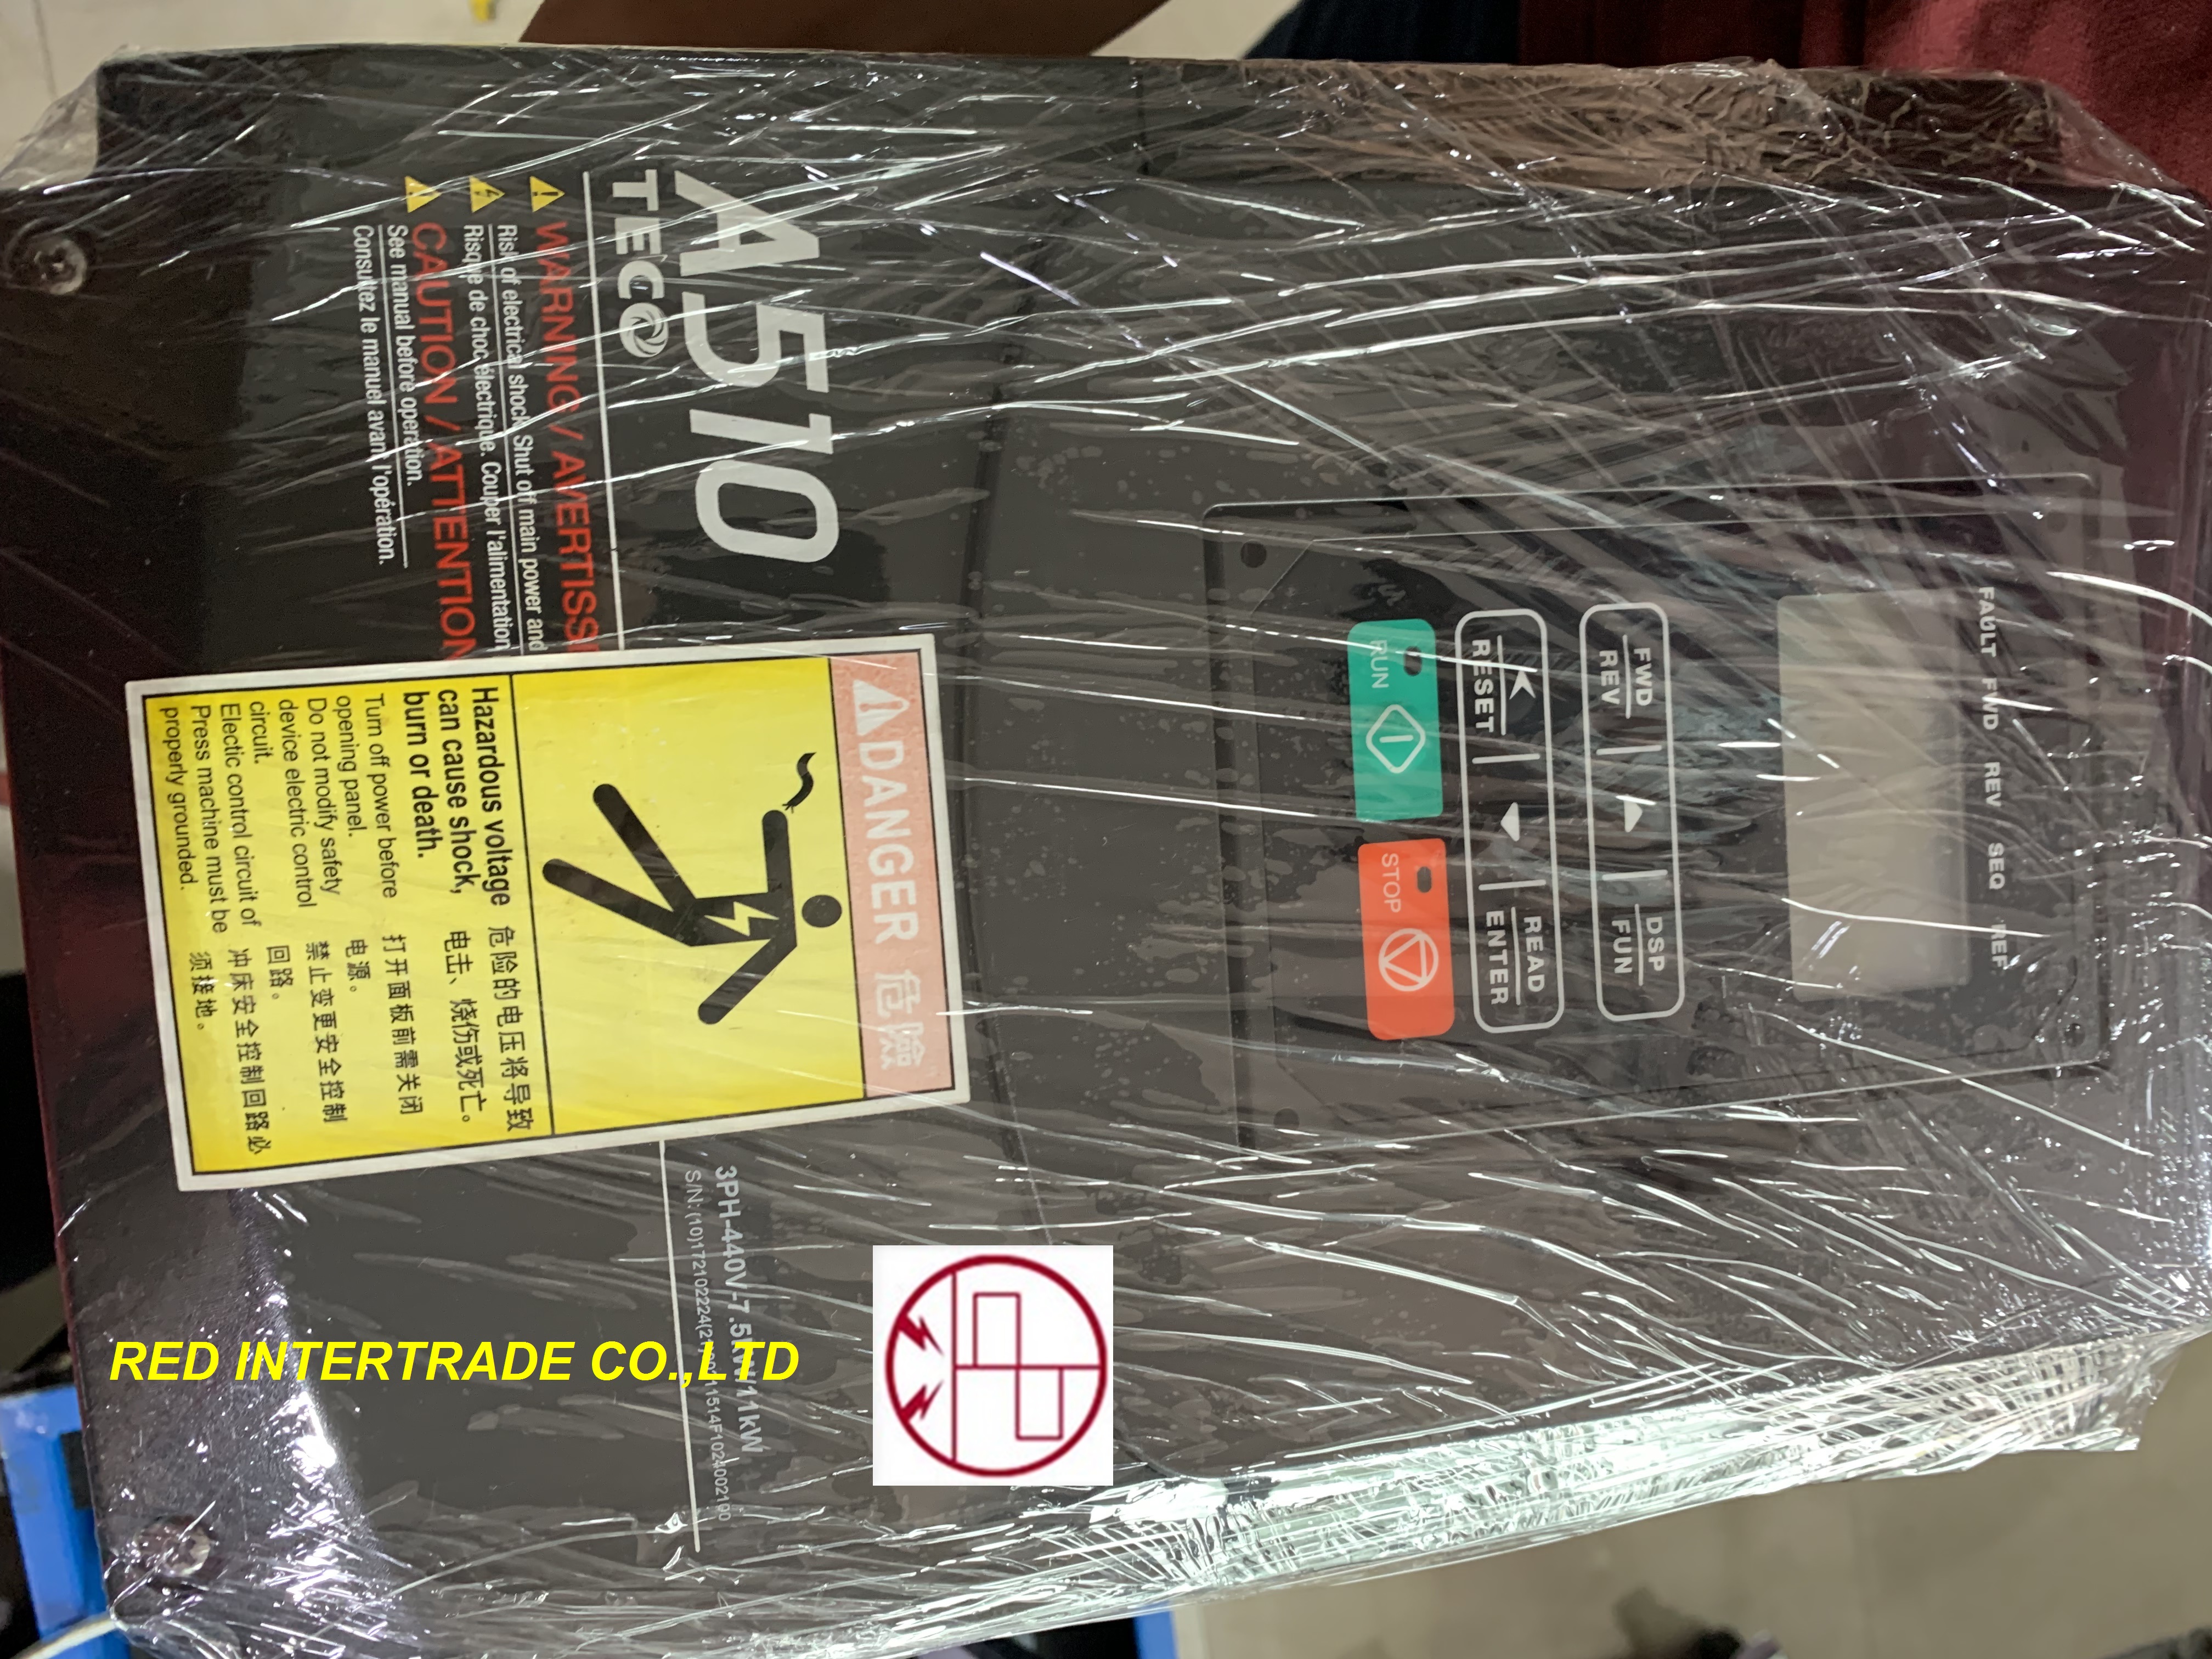 FAULT FWD REV SEQ REF
FWD
REV
DSP
FUN
RESET
READ
ENTER
RUN
STOP
A510
TECO
3PH-440V-7.5kW/11kW
WARNING / AVERTISS
Risk of electrical shock. Shut off main power and
Risque de choc électrique. Couper l'alimentation
CAUTION / ATTENTION
See manual before operation.
Consultez le manuel avant l'opération.
DANGER 危險
Hazardous voltage
can cause shock,
burn or death.
Turn off power before
opening panel.
Do not modify safety
device electric control
circuit.
Electic control circuit of
Press machine must be
properly grounded.
危险的电压将导致
电击、烧伤或死亡。
打开面板前需关闭
电源。
禁止变更安全控制
回路。
冲床安全控制回路必
须接地。
RED INTERTRADE CO.,LTD